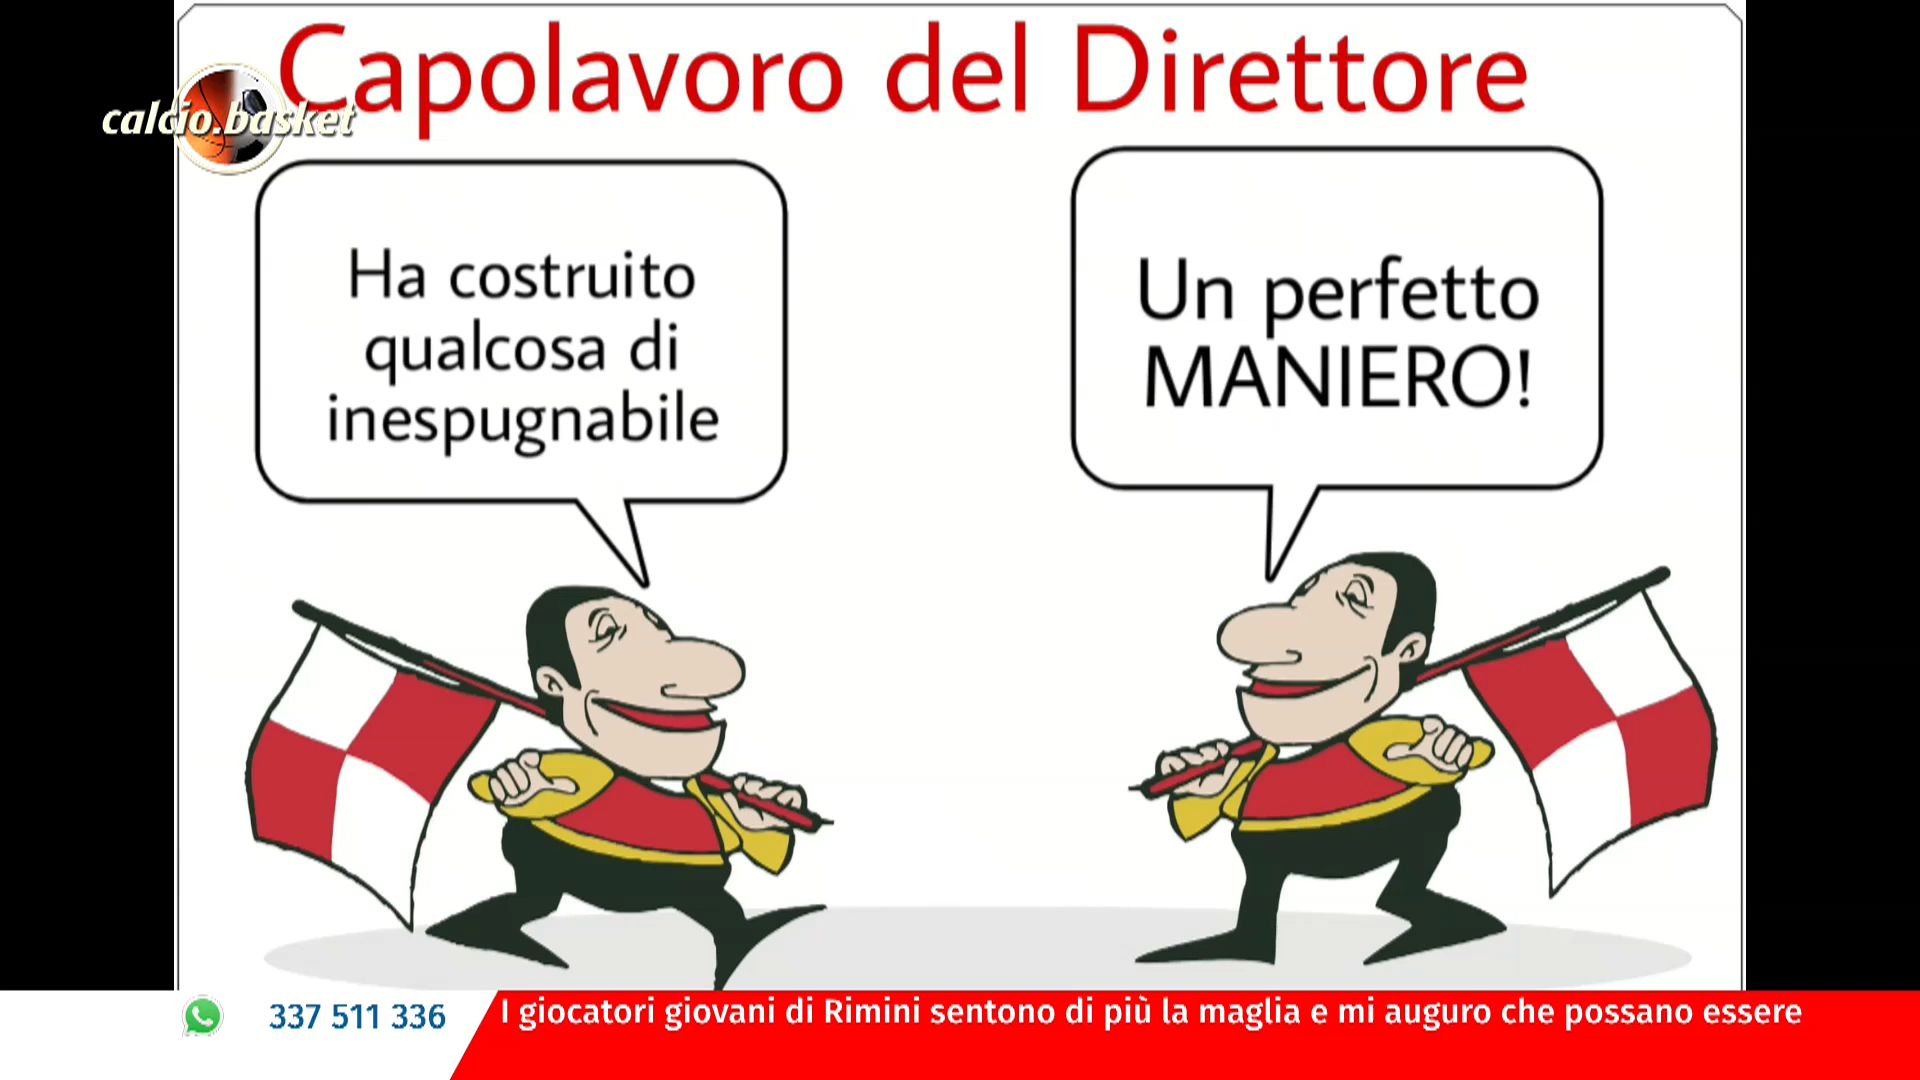 Capolavoro del Direttore
calcio.basket
Ha costruito
qualcosa di
inespugnabile
Un perfetto
MANIERO!
337 511 336
I giocatori giovani di Rimini sentono di più la maglia e mi auguro che possano essere